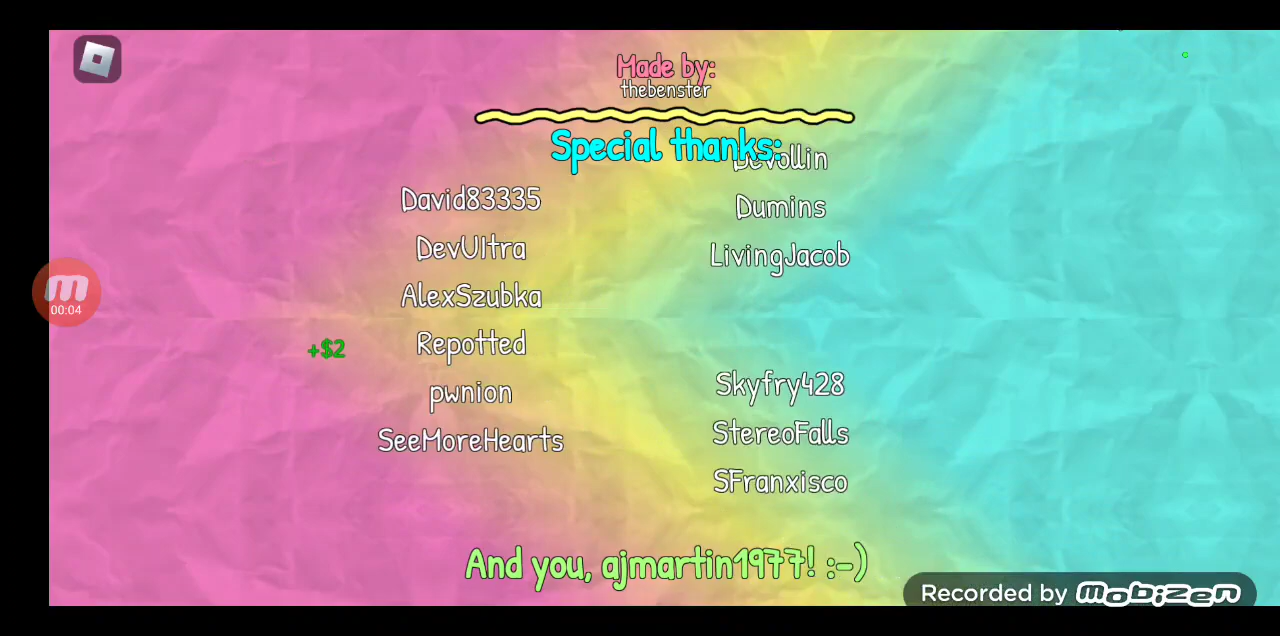 Made by:
thebenster
Special thanks:
David83335
DevUltra
AlexSzubka
Repotted
pwnion
SeeMoreHearts
Devollin
Dumins
LivingJacob
Skyfry428
StereoFalls
SFranxisco
+$2
And you, ajmartin1977! :-)
00:04
Recorded by mobizen